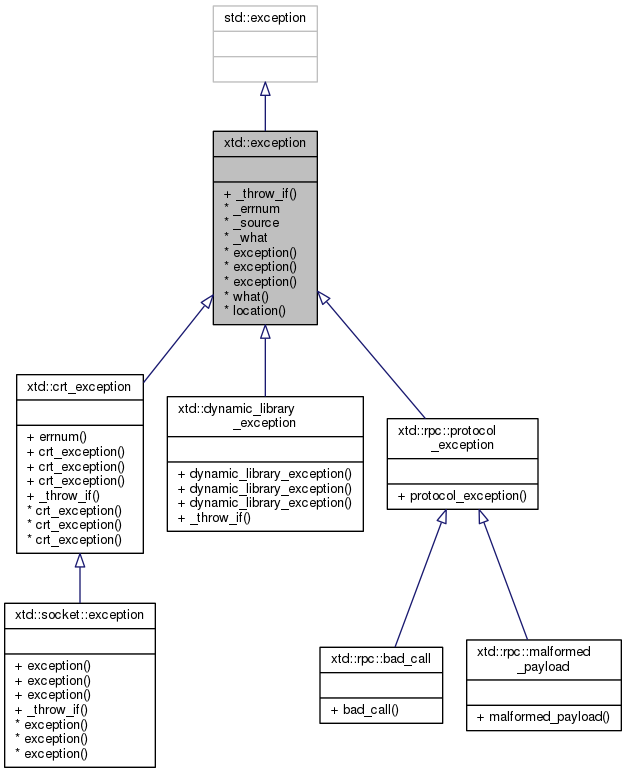 std::exception
xtd::exception
+ _throw_if()
* _errnum
* _source
* _what
* exception()
* exception()
* exception()
* what()
* location()
xtd::crt_exception
+ errnum()
+ crt_exception()
+ crt_exception()
+ crt_exception()
+ _throw_if()
* crt_exception()
* crt_exception()
* crt_exception()
xtd::dynamic_library
_exception
+ dynamic_library_exception()
+ dynamic_library_exception()
+ dynamic_library_exception()
+ _throw_if()
xtd::rpc::protocol
_exception
+ protocol_exception()
xtd::socket::exception
+ exception()
+ exception()
+ exception()
+ _throw_if()
* exception()
* exception()
* exception()
xtd::rpc::bad_call
+ bad_call()
xtd::rpc::malformed
_payload
+ malformed_payload()